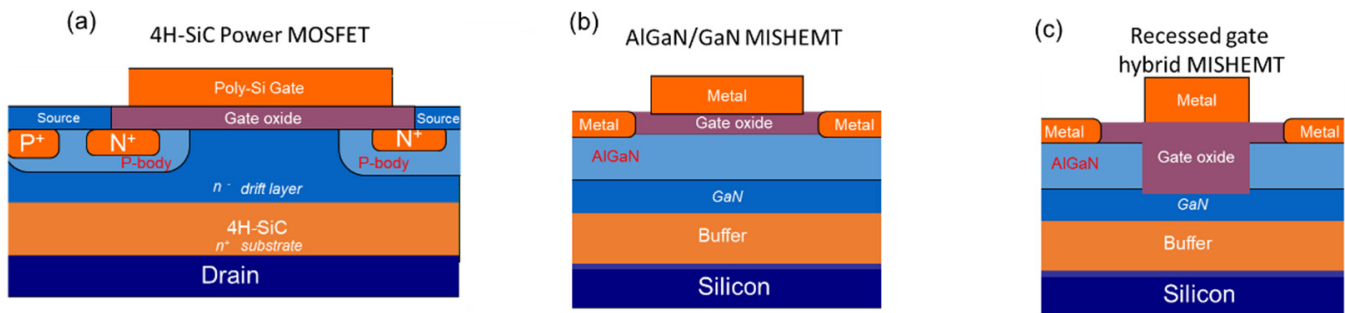 (a)
4H-SiC Power MOSFET
Poly-Si Gate
Source
Gate oxide
Source
P+
N+
N+
P-body
P-body
n- drift layer
4H-SiC
n+ substrate
Drain
(b)
AlGaN/GaN MISHEMT
Metal
Metal
Gate oxide
Metal
AlGaN
GaN
Buffer
Silicon
(c)
Recessed gate
hybrid MISHEMT
Metal
Metal
Metal
Gate oxide
AlGaN
GaN
Buffer
Silicon